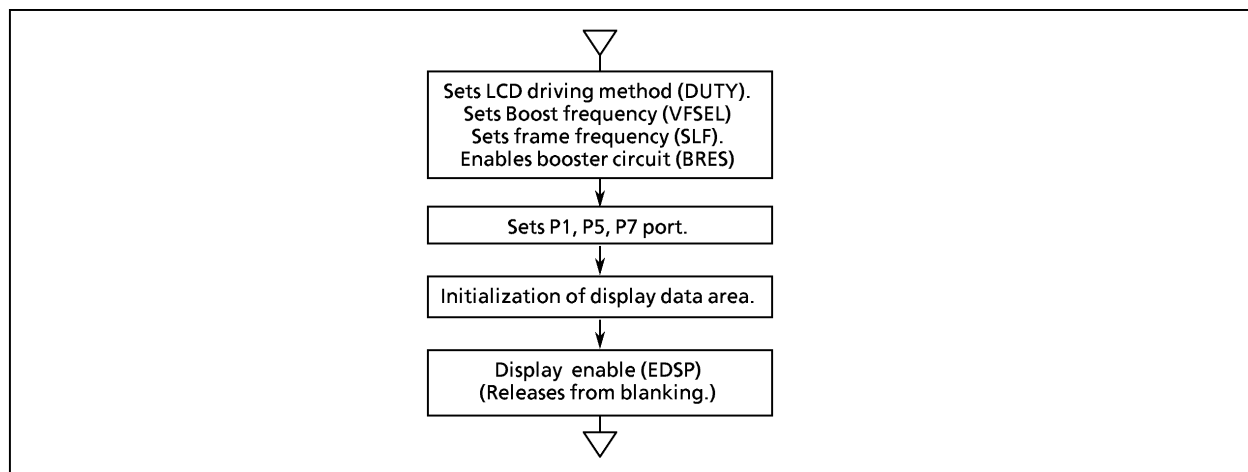 Sets LCD driving method (DUTY).
Sets Boost frequency (VFSEL)
Sets frame frequency (SLF).
Enables booster circuit (BRES)
Sets P1, P5, P7 port.
Initialization of display data area.
Display enable (EDSP)
(Releases from blanking.)